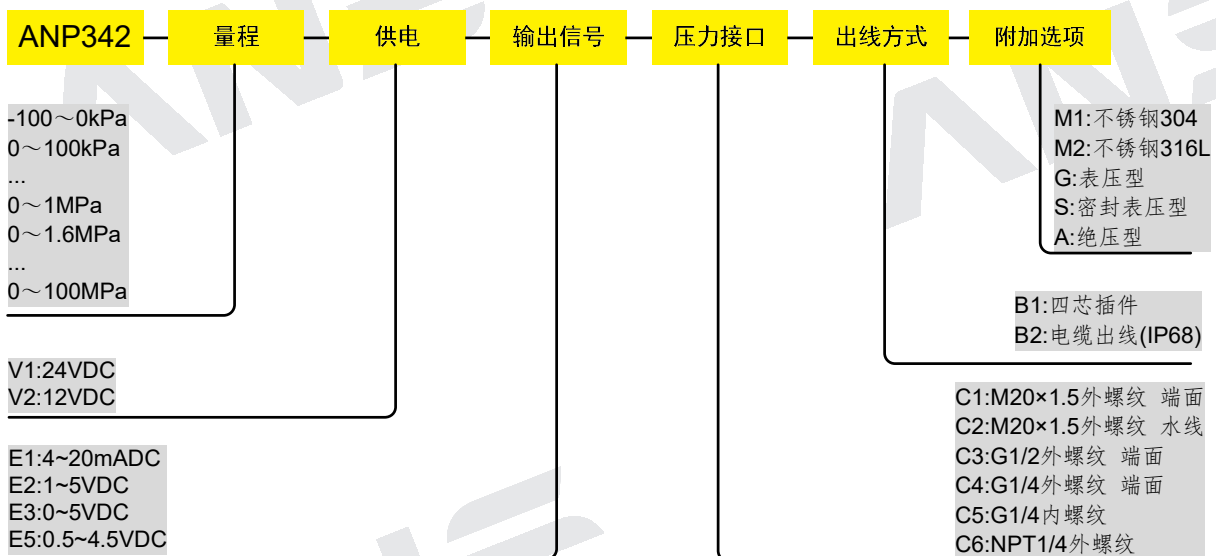 ANP342 量程 供电 输出信号 压力接口 出线方式 附加选项
-100～0kPa
0～100kPa
...
0～1MPa
0～1.6MPa
...
0～100MPa
M1:不锈钢304
M2:不锈钢316L
G:表压型
S:密封表压型
A:绝压型
B1:四芯插件
B2:电缆出线(IP68)
V1:24VDC
V2:12VDC
C1:M20×1.5外螺纹 端面
C2:M20×1.5外螺纹 水线
C3:G1/2外螺纹 端面
C4:G1/4外螺纹 端面
C5:G1/4内螺纹
C6:NPT1/4外螺纹
E1:4~20mADC
E2:1~5VDC
E3:0~5VDC
E5:0.5~4.5VDC